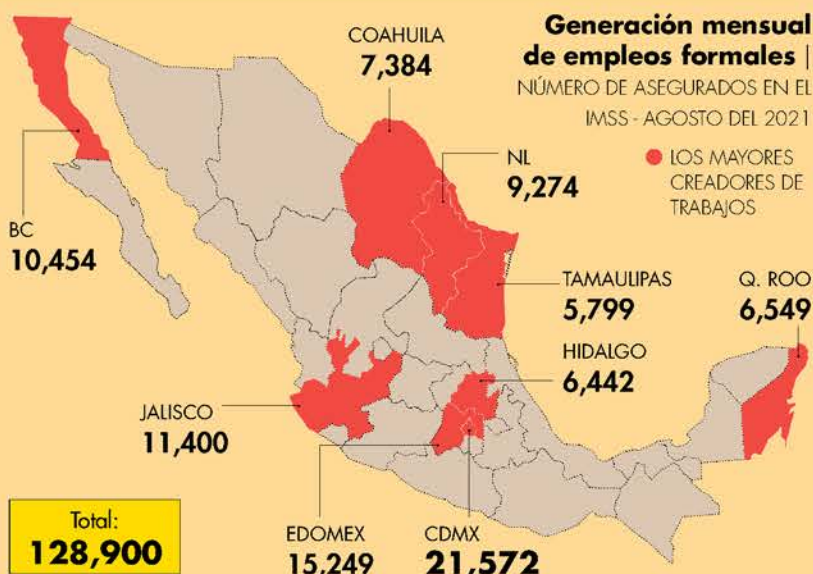 Generación mensual
de empleos formales |
NÚMERO DE ASEGURADOS EN EL
IMSS - AGOSTO DEL 2021
LOS MAYORES
CREADORES DE
TRABAJOS
COAHUILA
7,384
NL
9,274
BC
10,454
TAMAULIPAS
5,799
Q. ROO
6,549
HIDALGO
6,442
JALISCO
11,400
EDOMEX
15,249
CDMX
21,572
Total:
128,900